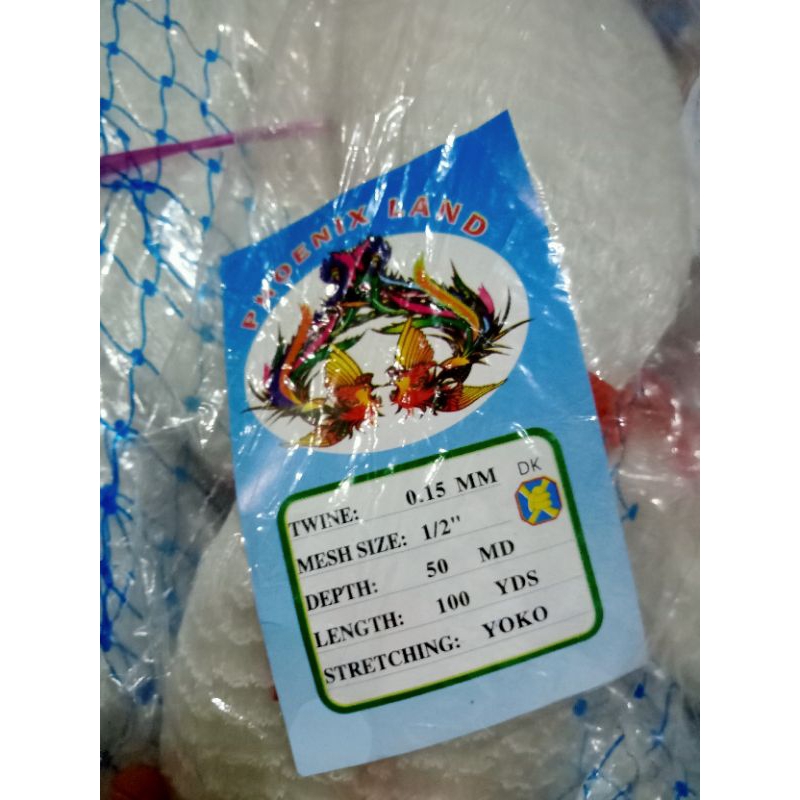 PHOENIX LAND
DK
TWINE: 0.15 MM
MESH SIZE: 1/2"
DEPTH: 50 MD
LENGTH: 100 YDS
STRETCHING: YOKO